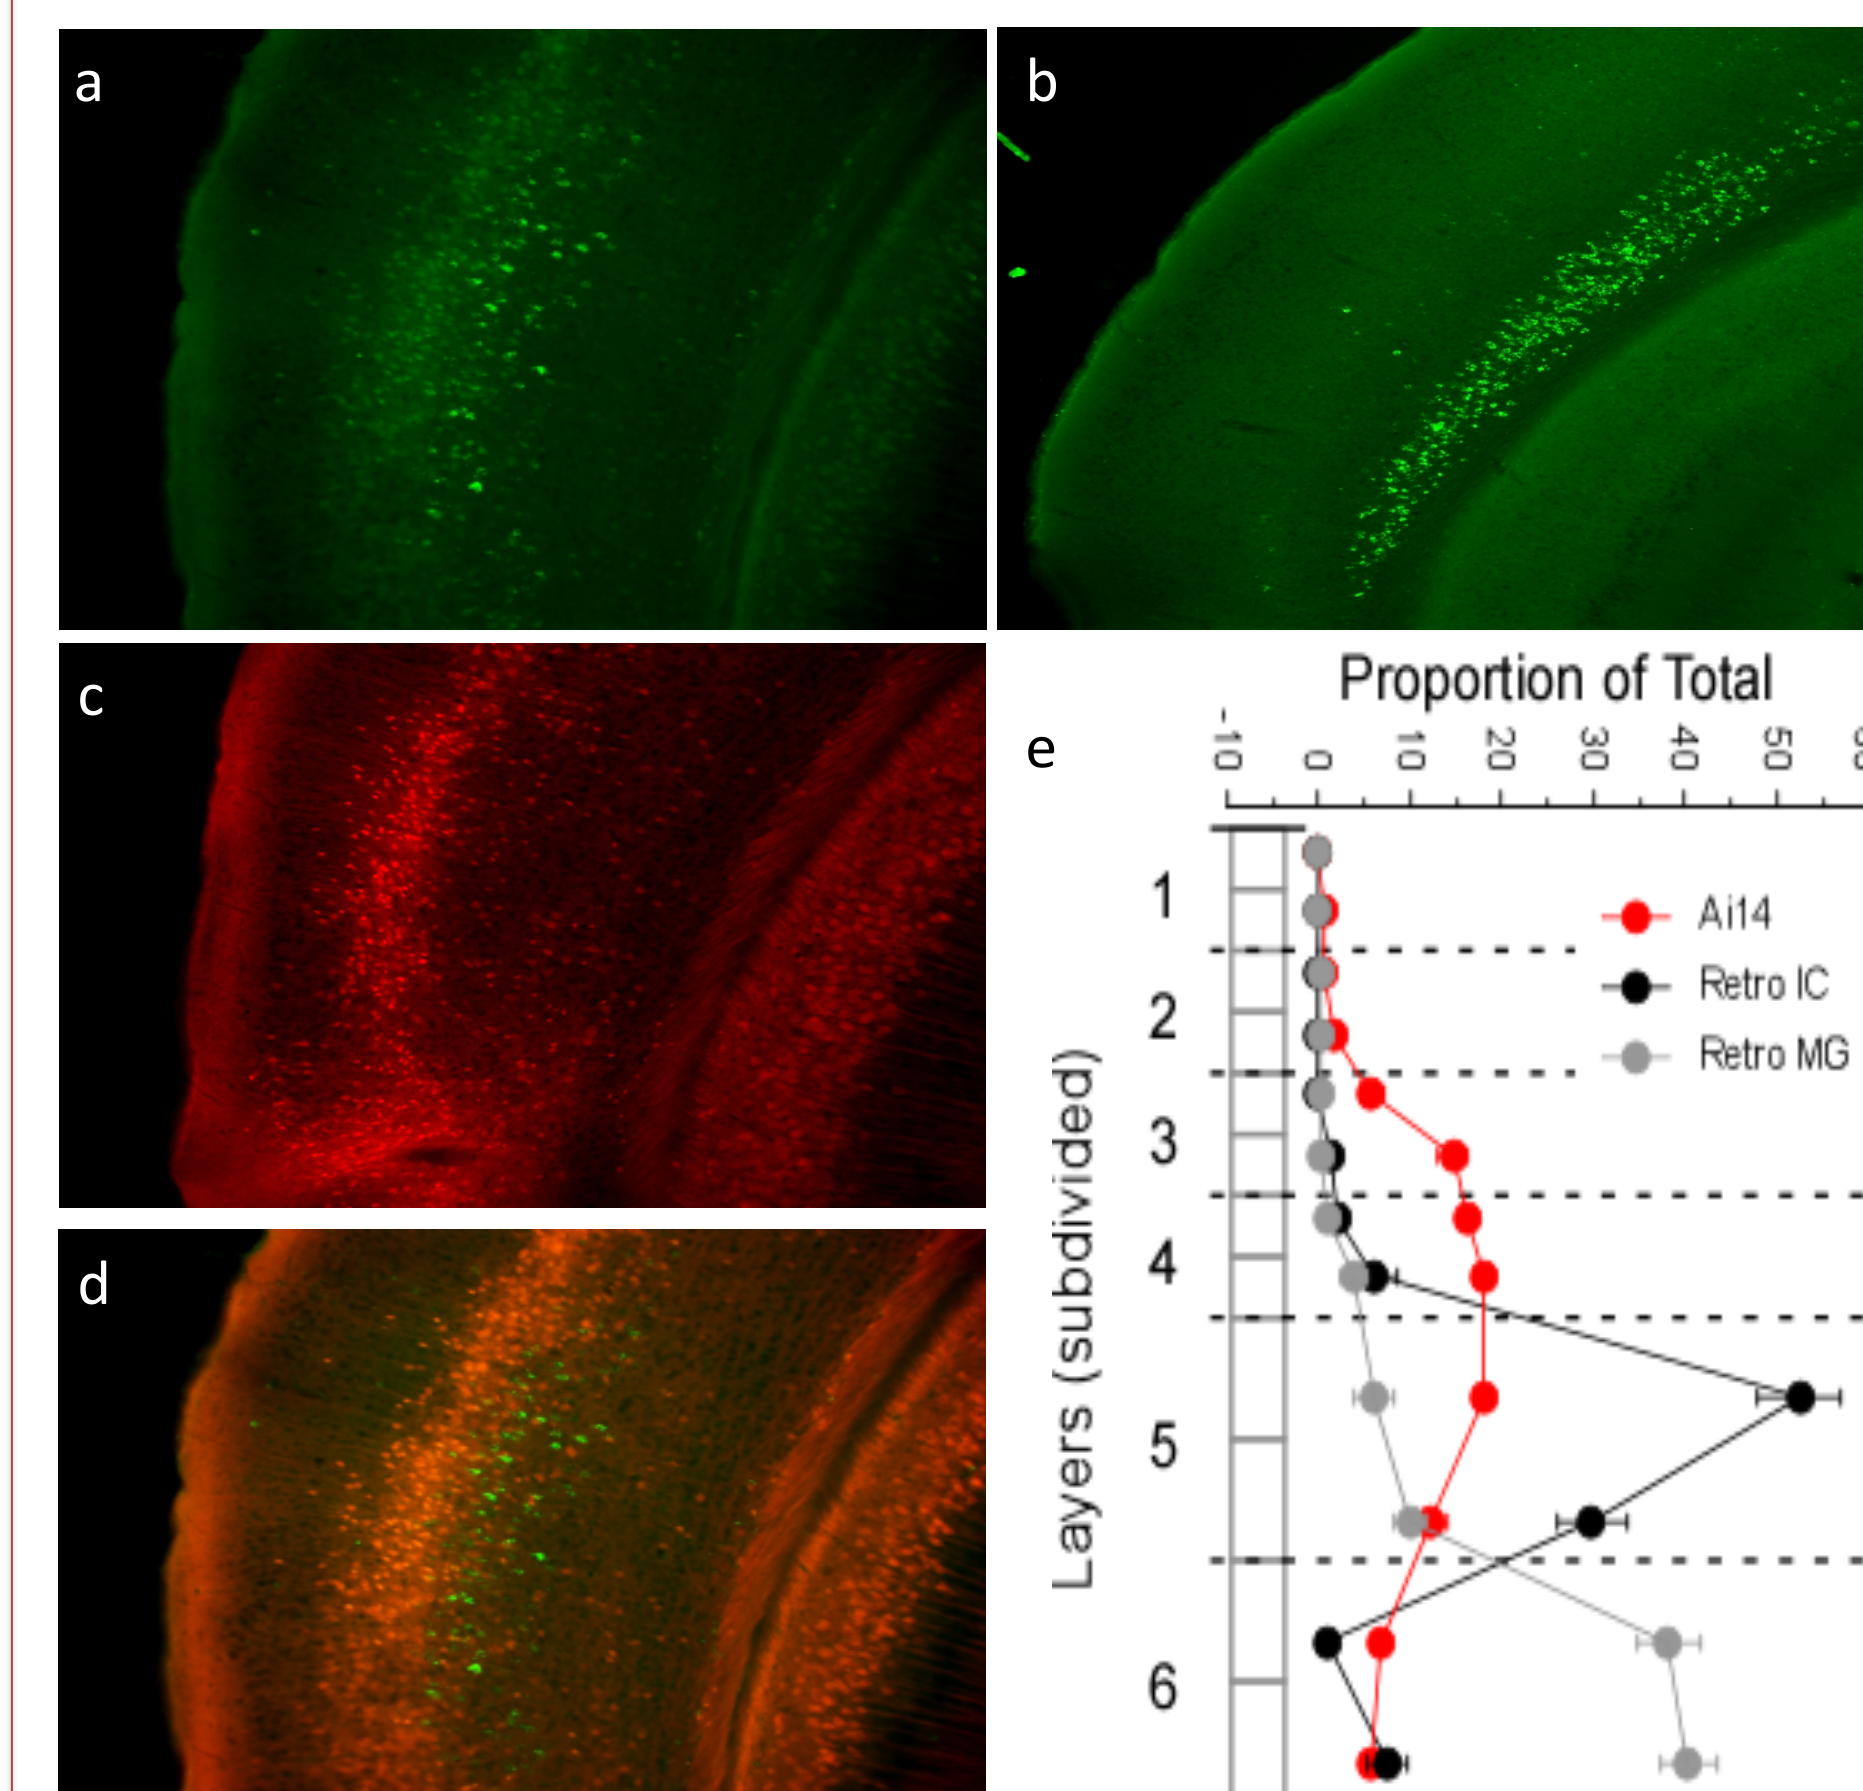 a
b
c
d
e
Proportion of Total
-10 0 10 20 30 40 50
Layers (subdivided)
1
2
3
4
5
6
Ai14
Retro IC
Retro MG